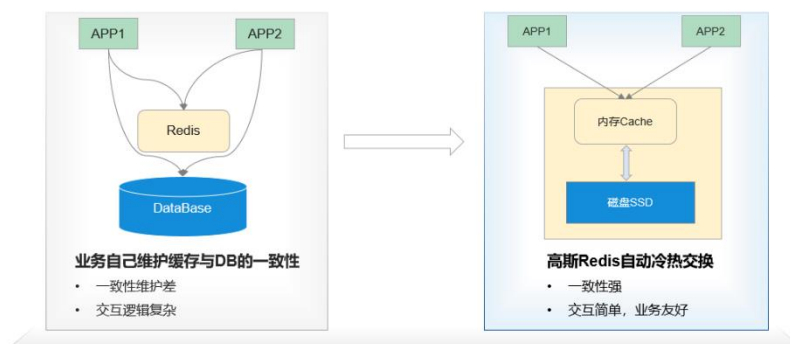 APP1
APP2
Redis
DataBase
业务自己维护缓存与DB的一致性
• 一致性维护差
• 交互逻辑复杂
APP1
APP2
内存Cache
磁盘SSD
高斯Redis自动冷热交换
• 一致性强
• 交互简单，业务友好